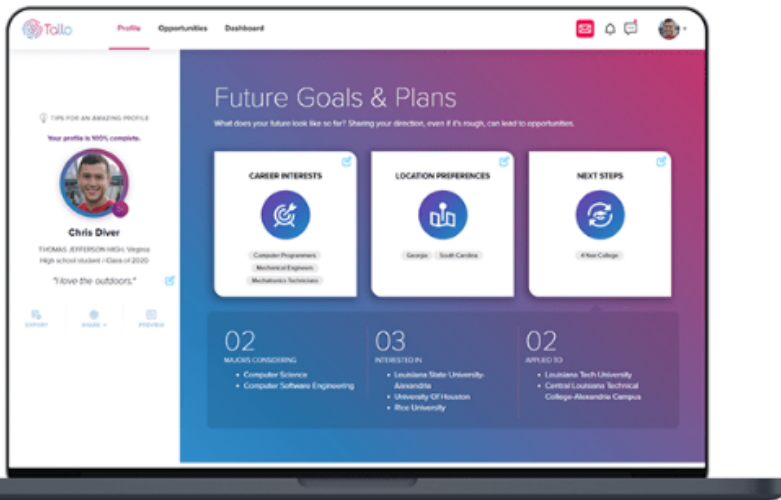 Tallo
Profile Opportunities Dashboard
TIPS FOR AN AMAZING PROFILE
Your profile is 100% complete.
Chris Diver
THOMAS JEFFERSON HIGH, Virginia
High school student / Class of 2020
"I love the outdoors."
EXPORT SHARE PREVIEW
Future Goals & Plans
What does your future look like so far? Sharing your direction, even if it's rough, can lead to opportunities.
CAREER INTERESTS
Computer Programmers
Mechanical Engineers
Mechatronics Technicians
LOCATION PREFERENCES
Georgia South Carolina
NEXT STEPS
4 Year College
02
MAJORS CONSIDERING
• Computer Science
• Computer Software Engineering
03
INTERESTED IN
• Louisiana State University-
Alexandria
• University Of Houston
• Rice University
02
APPLIED TO
• Louisiana Tech University
• Central Louisiana Technical
College-Alexandria Campus